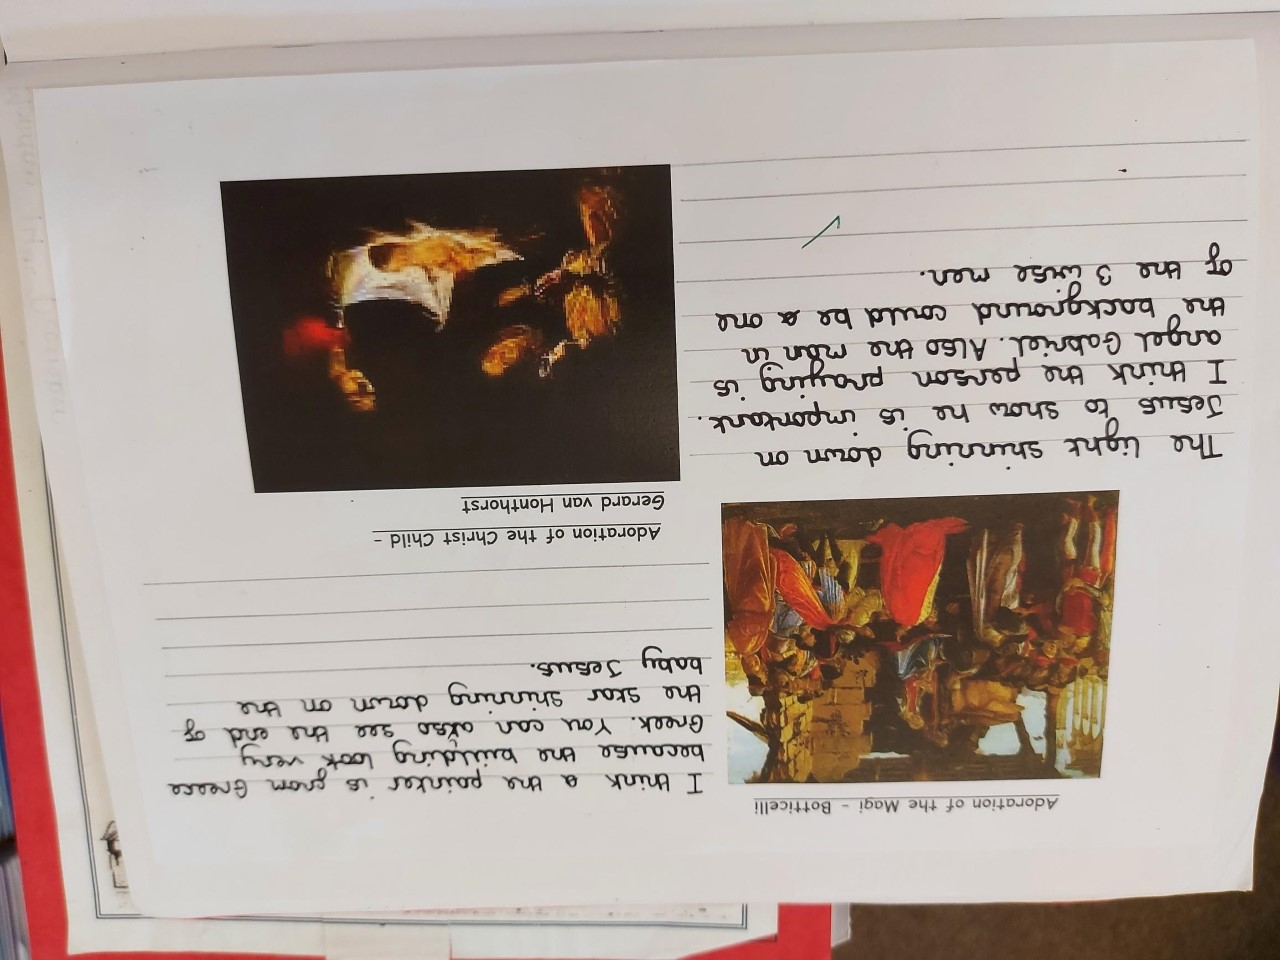 Adoration of the Magi - Botticelli
I think a the painter is from Greece
because the building look very
Greek. You can also see the end of
the star shinning down on the
baby Jesus.
Adoration of the Christ Child -
Gerard van Honthorst
The light shinning down on
Jesus to show he is important.
I think the person praying is
angel Gabriel. Also the man in
the background could be a one
of the 3 wise men.